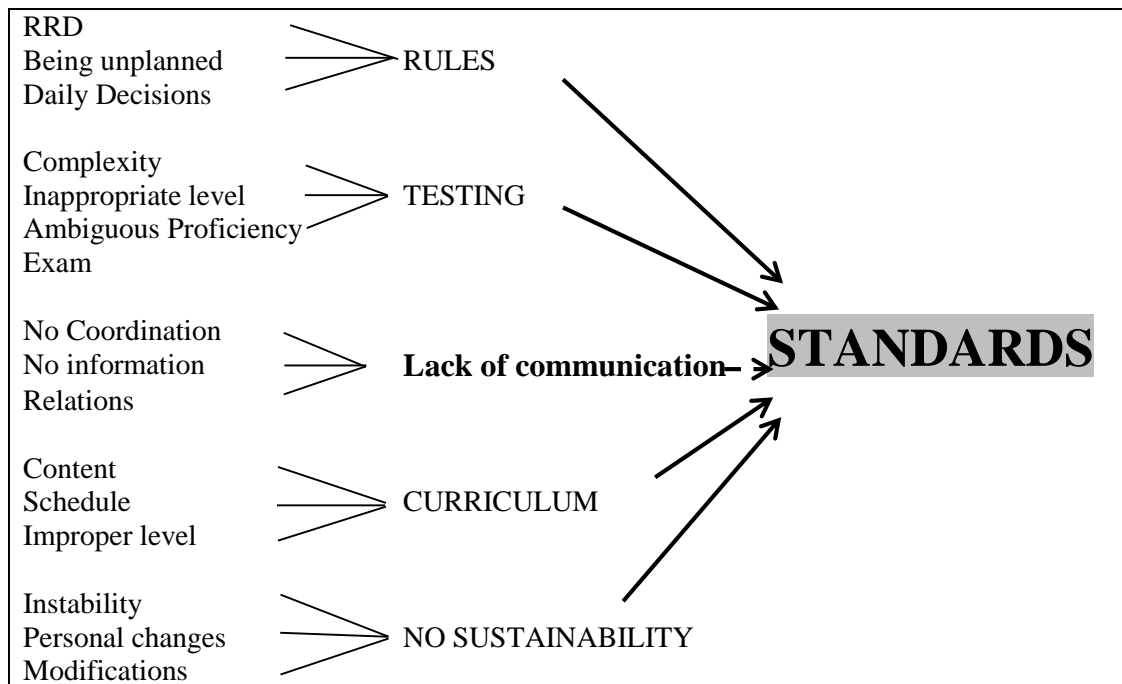 RRD
Being unplanned
Daily Decisions
RULES
Complexity
Inappropriate level
Ambiguous Proficiency
Exam
TESTING
No Coordination
No information
Relations
Lack of communication
Content
Schedule
Improper level
CURRICULUM
Instability
Personal changes
Modifications
NO SUSTAINABILITY
STANDARDS